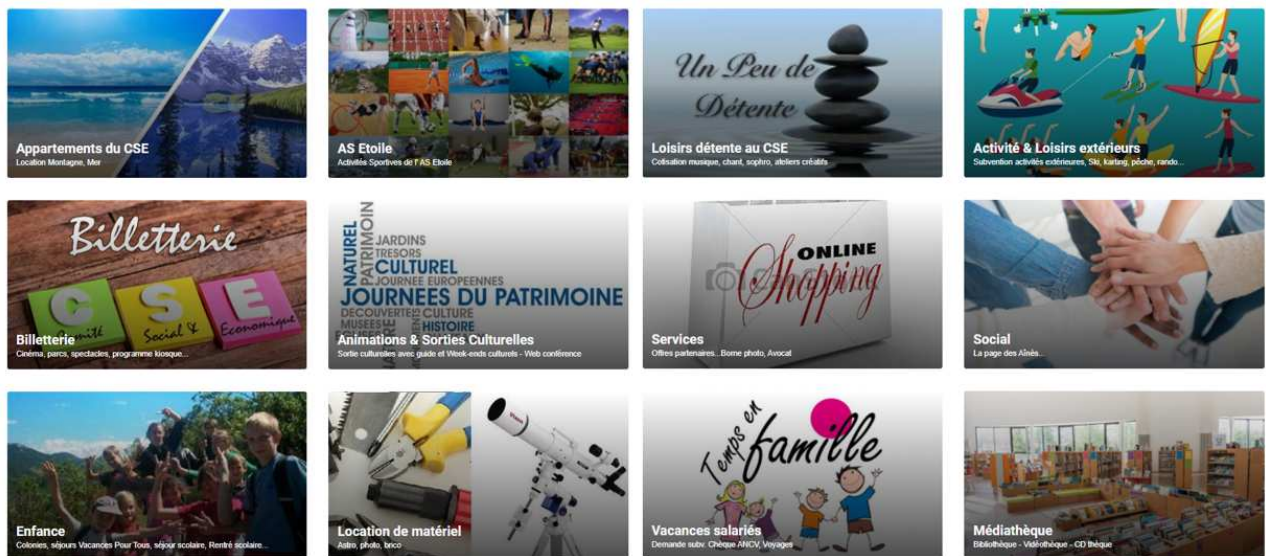 Un Peu de
Détente
Appartements du CSE
Location Montagne, Mer
AS Etoile
Activités Sportives de l' AS Etoile
Loisirs détente au CSE
Cotisation musique, chant, sophro, ateliers créatifs
Activité & Loisirs extérieurs
Subvention activités extérieures, Ski, karting, pêche, rando...
Billetterie
C S E
Comité Social & Economique
Billetterie
Cinéma, parcs, spectacles, programme kiosque...
NATUREL
PATRIMOIN
JARDINS
TRESORS
CULTUREL
JOURNEE EUROPEENNES
JOURNEES DU PATRIMOINE
DECOUVERTE
CULTURE
MUSEES
HISTOIRE
Animations & Sorties Culturelles
Sortie culturelles avec guide et Week-ends culturels - Web conférence
ONLINE
Shopping
Services
Offres partenaires...Borne photo, Avocat
Social
La page des Aînés...
Enfance
Colonies, séjours Vacances Pour Tous, séjour scolaire, Rentré scolaire...
Location de matériel
Astro, photo, brico
Temps en
famille
Vacances salariés
Demande subv. Chèque ANCV, Voyages
Médiathèque
Bibliothèque - Vidéothèque - CD thèque